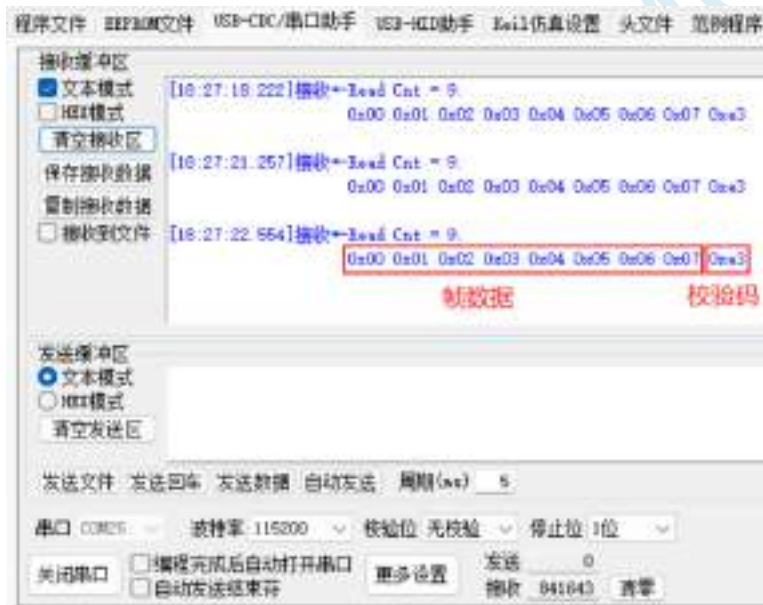 程序文件 EEPROM文件 USB-CDC/串口助手 USB-HID助手 Keil仿真设置 头文件 范例程序
接收缓冲区
文本模式
HEX模式
清空接收区
保存接收数据
复制接收数据
接收到文件
[18:27:18.222]接收←Read Cnt = 9.
0x00 0x01 0x02 0x03 0x04 0x05 0x06 0x07 0xa3
[18:27:21.257]接收←Read Cnt = 9.
0x00 0x01 0x02 0x03 0x04 0x05 0x06 0x07 0xa3
[18:27:22.554]接收←Read Cnt = 9.
0x00 0x01 0x02 0x03 0x04 0x05 0x06 0x07 0xa3
帧数据 校验码
发送缓冲区
文本模式
HEX模式
清空发送区
发送文件 发送回车 发送数据 自动发送 周期(ms) 5
串口 COM25 波特率 115200 校验位 无校验 停止位 1位
关闭串口 编程完成后自动打开串口 更多设置 发送 0
自动发送结束符 接收 941643 清零